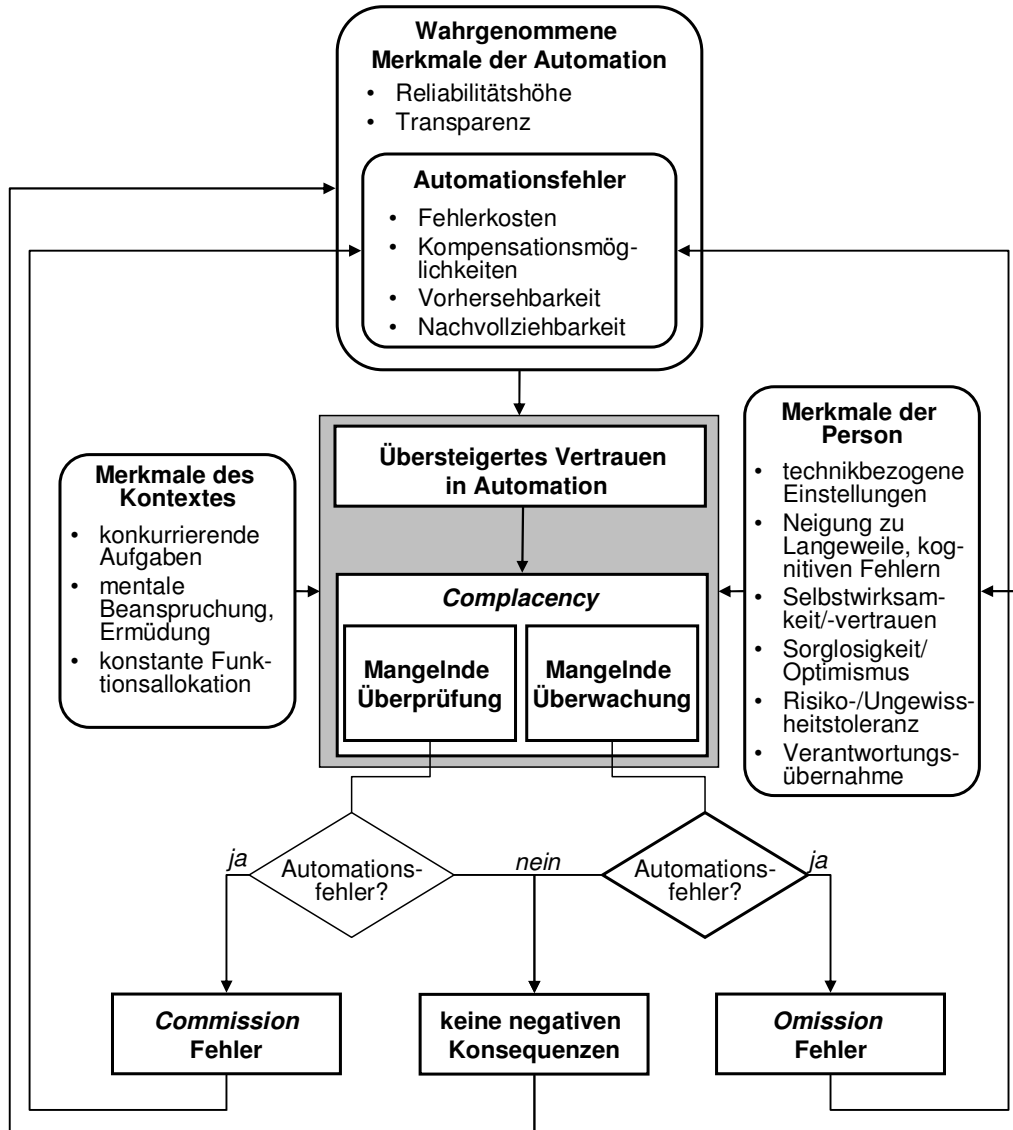 Wahrgenommene
Merkmale der Automation
• Reliabilitätshöhe
• Transparenz
Automationsfehler
• Fehlerkosten
• Kompensationsmög-
lichkeiten
• Vorhersehbarkeit
• Nachvollziehbarkeit
Übersteigertes Vertrauen
in Automation
Merkmale des
Kontextes
• konkurrierende
Aufgaben
• mentale
Beanspruchung,
Ermüdung
• konstante Funk-
tionsallokation
Complacency
Mangelnde
Überprüfung
Mangelnde
Überwachung
Merkmale der
Person
• technikbezogene
Einstellungen
• Neigung zu
Langeweile, kog-
nitiven Fehlern
• Selbstwirksam-
keit/-vertrauen
• Sorglosigkeit/
Optimismus
• Risiko-/Ungewiss-
heitstoleranz
• Verantwortungs-
übernahme
ja
Automations-
fehler?
nein
Automations-
fehler?
ja
Commission
Fehler
keine negativen
Konsequenzen
Omission
Fehler